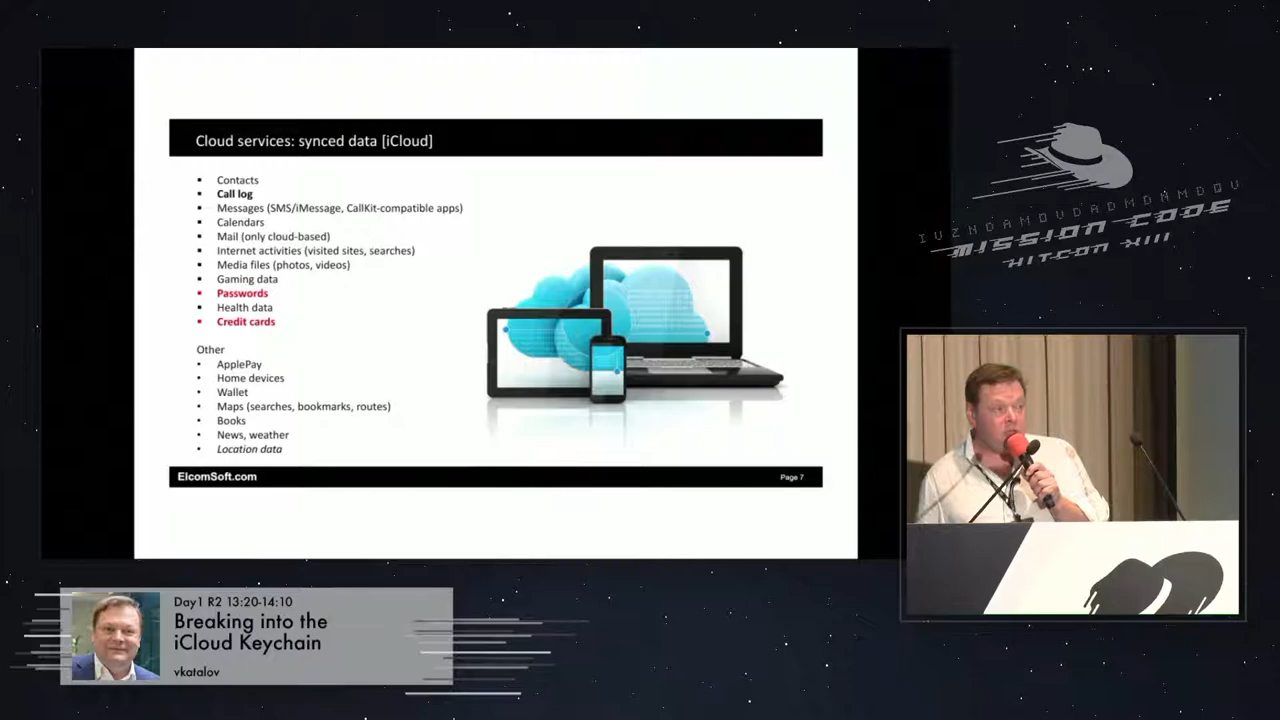 Cloud services: synced data [iCloud]
▪ Contacts
▪ Call log
▪ Messages (SMS/iMessage, CallKit-compatible apps)
▪ Calendars
▪ Mail (only cloud-based)
▪ Internet activities (visited sites, searches)
▪ Media files (photos, videos)
▪ Gaming data
▪ Passwords
▪ Health data
▪ Credit cards
Other
• ApplePay
• Home devices
• Wallet
• Maps (searches, bookmarks, routes)
• Books
• News, weather
• Location data
ElcomSoft.com
Page 7
IVZNDAMOVDADMDAMDQV
MISSION CODE
HITCON XIII
Day1 R2 13:20-14:10
Breaking into the
iCloud Keychain
vkatalov